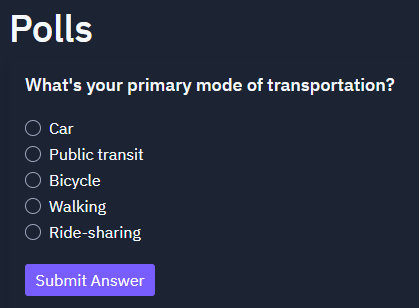 Polls
What's your primary mode of transportation?
Car
Public transit
Bicycle
Walking
Ride-sharing
Submit Answer